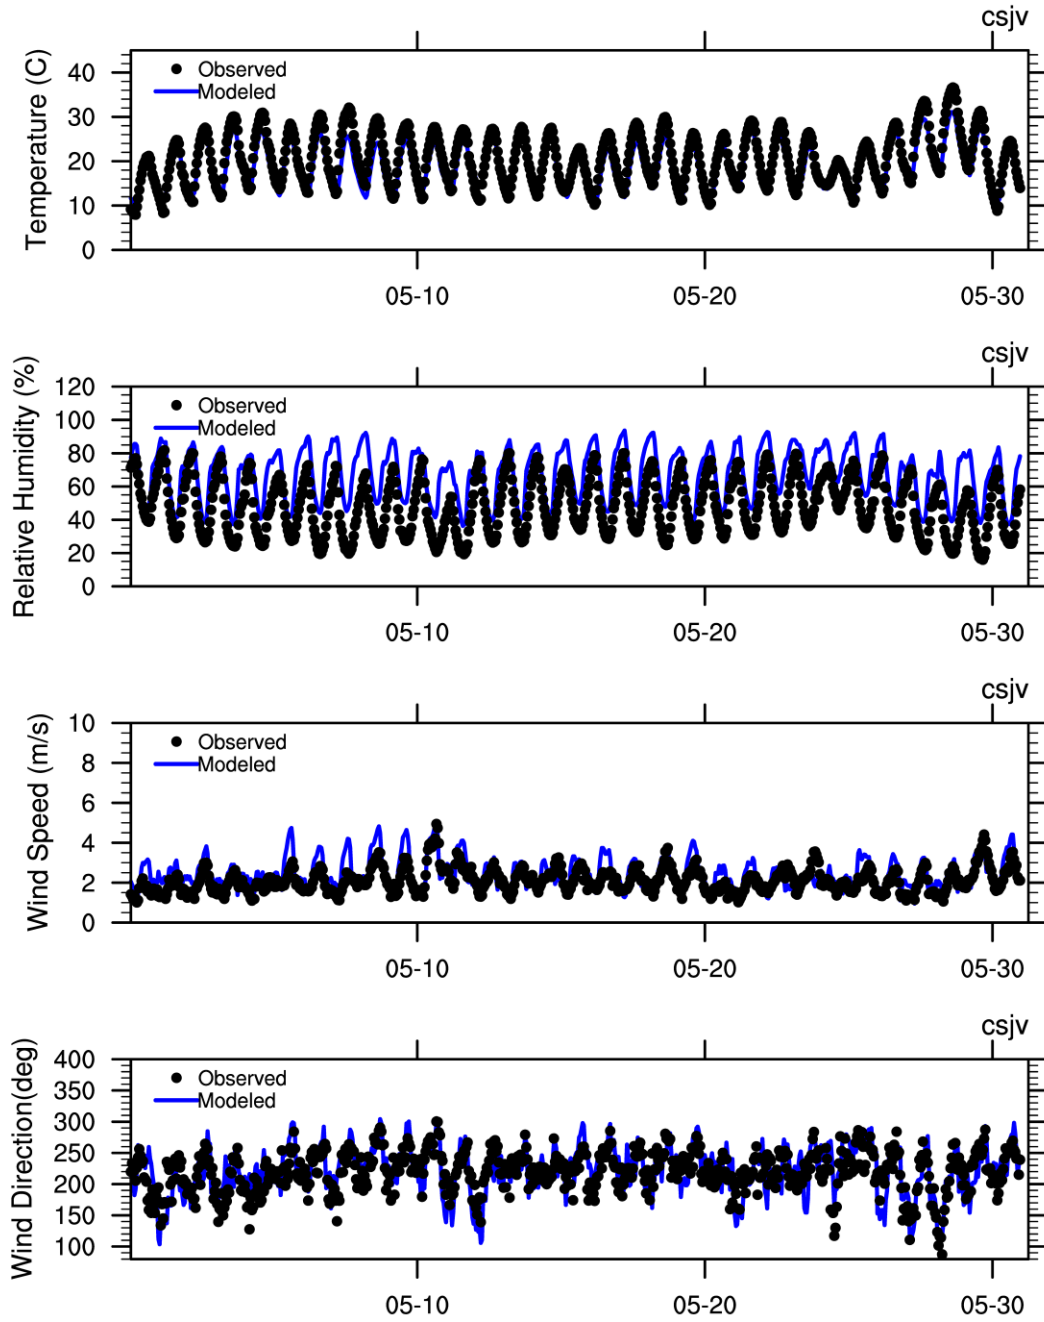 csjv
Temperature (C)
Observed
Modeled
40
30
20
10
0
05-10 05-20 05-30
csjv
Relative Humidity (%)
Observed
Modeled
120
100
80
60
40
20
0
05-10 05-20 05-30
csjv
Wind Speed (m/s)
Observed
Modeled
10
8
6
4
2
0
05-10 05-20 05-30
csjv
Wind Direction(deg)
Observed
Modeled
400
350
300
250
200
150
100
05-10 05-20 05-30